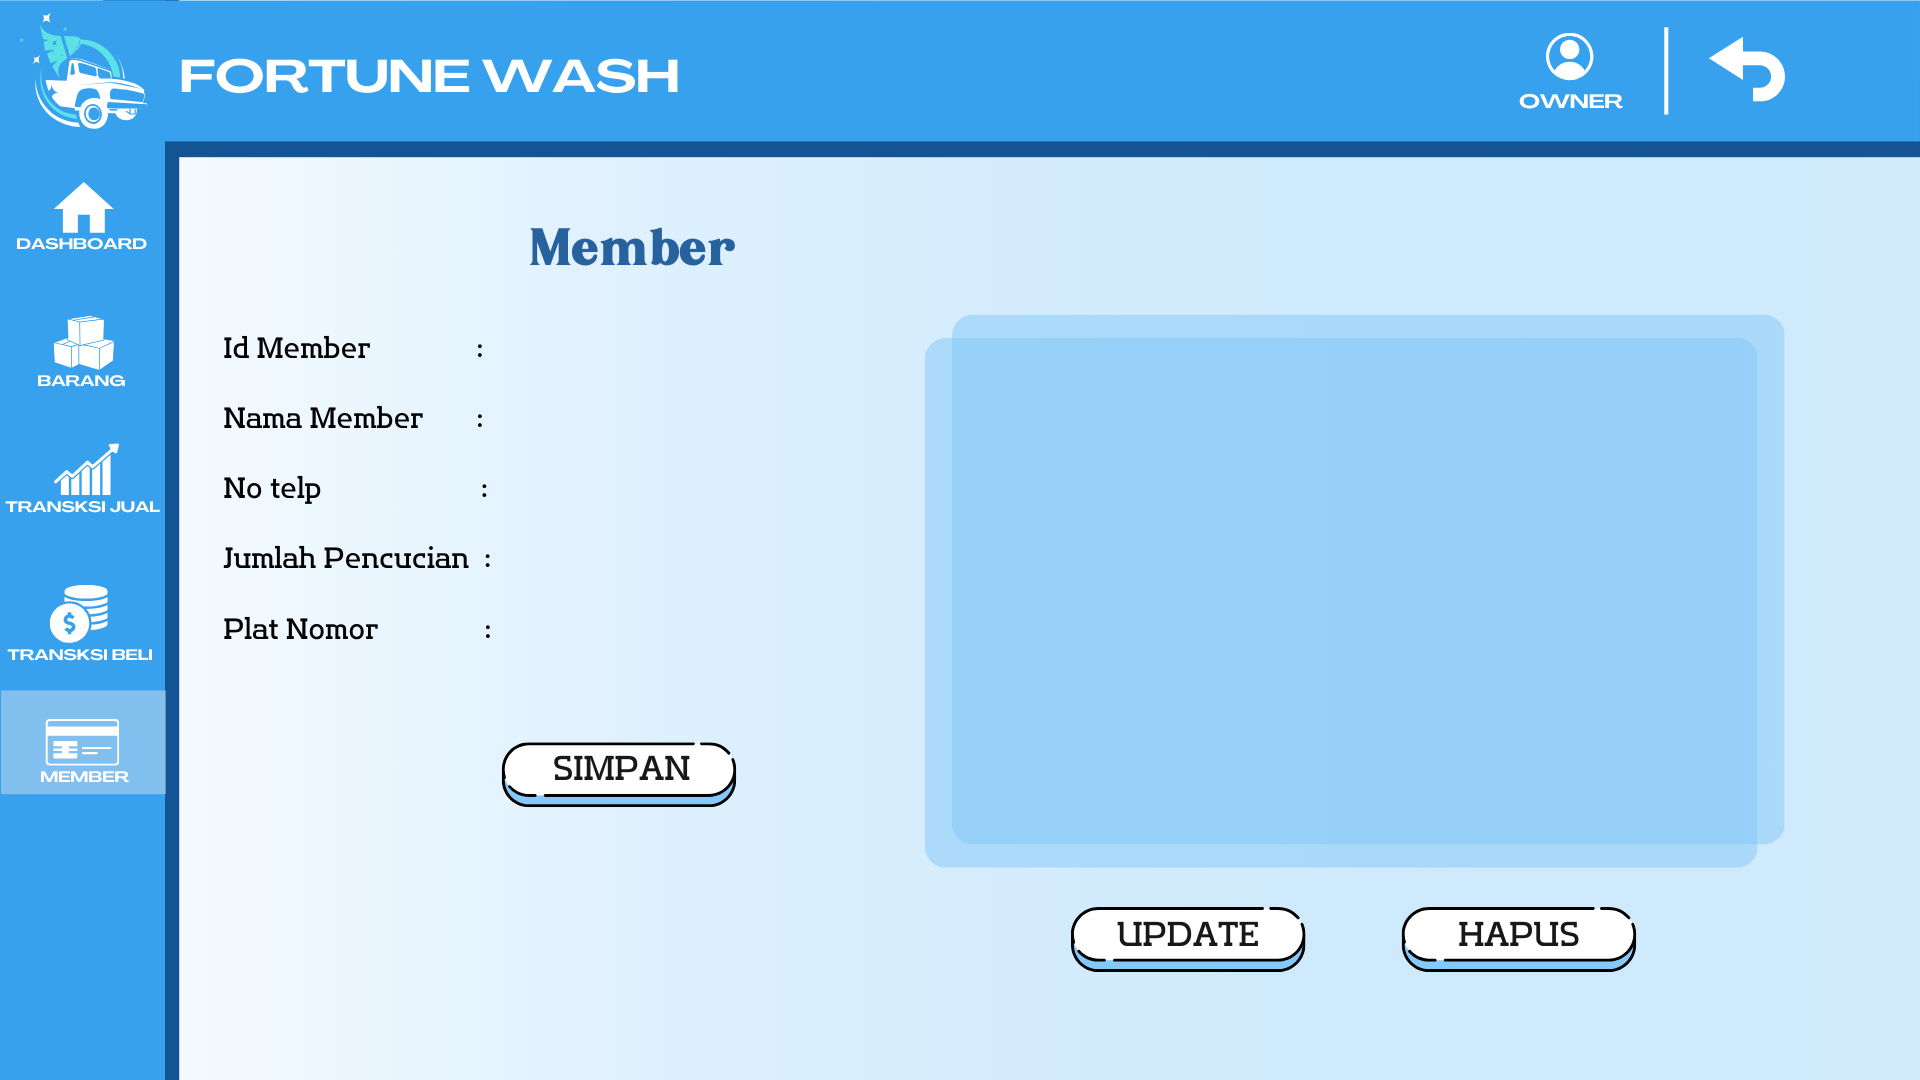 FORTUNE WASH
OWNER
DASHBOARD
BARANG
TRANSKSI JUAL
TRANSKSI BELI
MEMBER
Member
Id Member :
Nama Member :
No telp :
Jumlah Pencucian :
Plat Nomor :
SIMPAN
UPDATE
HAPUS